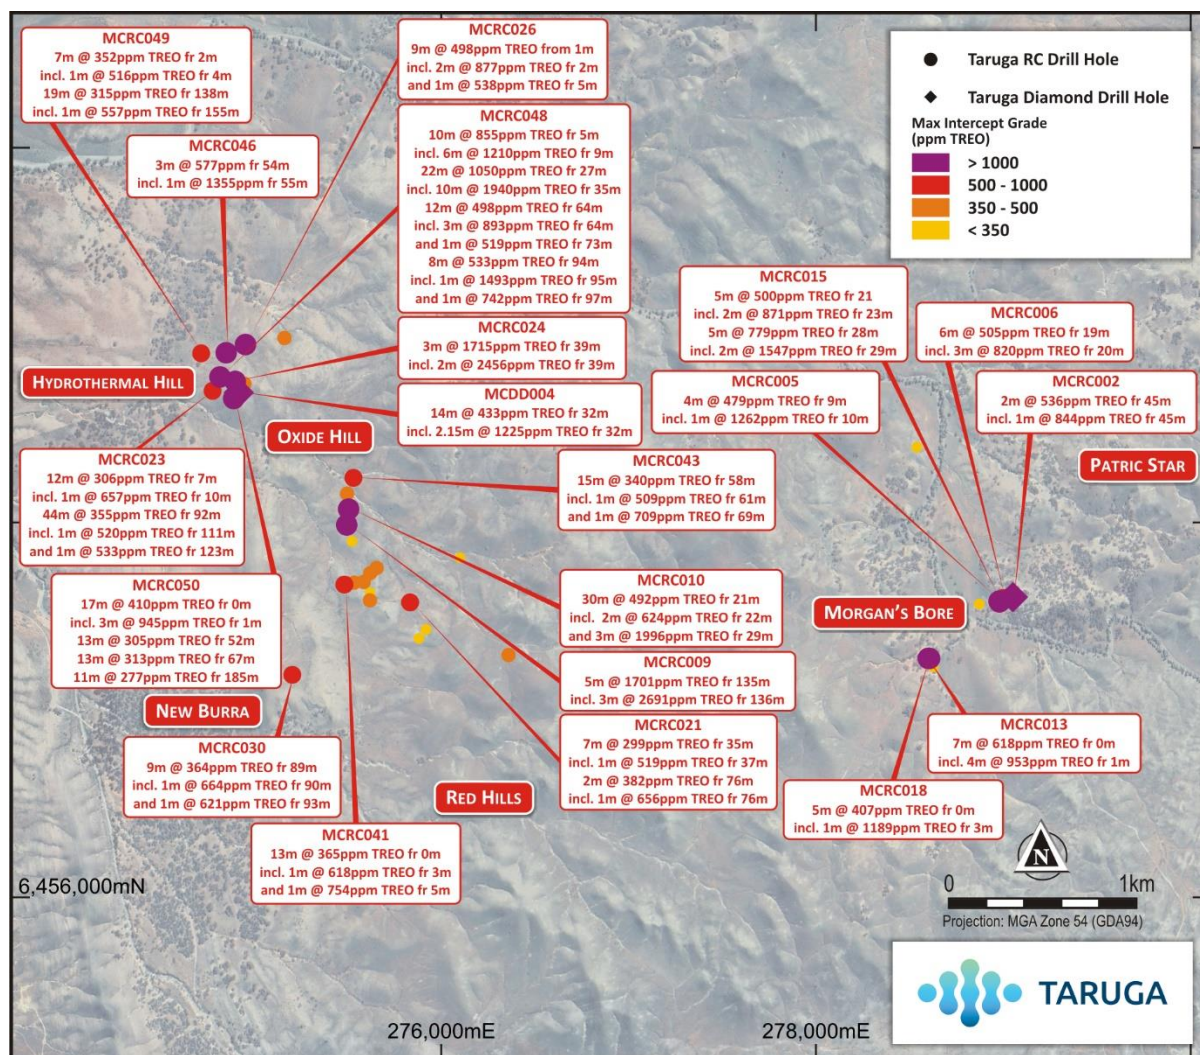 MCRC049
7m @ 352ppm TREO fr 2m
incl. 1m @ 516ppm TREO fr 4m
19m @ 315ppm TREO fr 138m
incl. 1m @ 557ppm TREO fr 155m
MCRC026
9m @ 498ppm TREO from 1m
incl. 2m @ 877ppm TREO fr 2m
and 1m @ 538ppm TREO fr 5m
Taruga RC Drill Hole
Taruga Diamond Drill Hole
Max Intercept Grade
(ppm TREO)
> 1000
500 - 1000
350 - 500
< 350
MCRC046
3m @ 577ppm fr 54m
incl. 1m @ 1355ppm fr 55m
MCRC048
10m @ 855ppm TREO fr 5m
incl. 6m @ 1210ppm TREO fr 9m
22m @ 1050ppm TREO fr 27m
incl. 10m @ 1940ppm TREO fr 35m
12m @ 498ppm TREO fr 64m
incl. 3m @ 893ppm TREO fr 64m
and 1m @ 519ppm TREO fr 73m
8m @ 533ppm TREO fr 94m
incl. 1m @ 1493ppm TREO fr 95m
and 1m @ 742ppm TREO fr 97m
MCRC015
5m @ 500ppm TREO fr 21
incl. 2m @ 871ppm TREO fr 23m
5m @ 779ppm TREO fr 28m
incl. 2m @ 1547ppm TREO fr 29m
MCRC006
6m @ 505ppm TREO fr 19m
incl. 3m @ 820ppm TREO fr 20m
MCRC024
3m @ 1715ppm TREO fr 39m
incl. 2m @ 2456ppm TREO fr 39m
MCRC005
4m @ 479ppm TREO fr 9m
incl. 1m @ 1262ppm TREO fr 10m
MCRC002
2m @ 536ppm TREO fr 45m
incl. 1m @ 844ppm TREO fr 45m
HYDROTHERMAL HILL
MCDD004
14m @ 433ppm TREO fr 32m
incl. 2.15m @ 1225ppm TREO fr 32m
OXIDE HILL
PATRIC STAR
MCRC023
12m @ 306ppm TREO fr 7m
incl. 1m @ 657ppm TREO fr 10m
44m @ 355ppm TREO fr 92m
incl. 1m @ 520ppm TREO fr 111m
and 1m @ 533ppm TREO fr 123m
MCRC043
15m @ 340ppm TREO fr 58m
incl. 1m @ 509ppm TREO fr 61m
and 1m @ 709ppm TREO fr 69m
MCRC050
17m @ 410ppm TREO fr 0m
incl. 3m @ 945ppm TREO fr 1m
13m @ 305ppm TREO fr 52m
13m @ 313ppm TREO fr 67m
11m @ 277ppm TREO fr 185m
MCRC010
30m @ 492ppm TREO fr 21m
incl. 2m @ 624ppm TREO fr 22m
and 3m @ 1996ppm TREO fr 29m
MORGAN'S BORE
MCRC009
5m @ 1701ppm TREO fr 135m
incl. 3m @ 2691ppm TREO fr 136m
NEW BURRA
MCRC030
9m @ 364ppm TREO fr 89m
incl. 1m @ 664ppm TREO fr 90m
and 1m @ 621ppm TREO fr 93m
MCRC021
7m @ 299ppm TREO fr 35m
incl. 1m @ 519ppm TREO fr 37m
2m @ 382ppm TREO fr 76m
incl. 1m @ 656ppm TREO fr 76m
MCRC013
7m @ 618ppm TREO fr 0m
incl. 4m @ 953ppm TREO fr 1m
RED HILLS
MCRC018
5m @ 407ppm TREO fr 0m
incl. 1m @ 1189ppm TREO fr 3m
MCRC041
13m @ 365ppm TREO fr 0m
incl. 1m @ 618ppm TREO fr 3m
and 1m @ 754ppm TREO fr 5m
N
6,456,000mN
0 1km
Projection: MGA Zone 54 (GDA94)
TARUGA
276,000mE
278,000mE